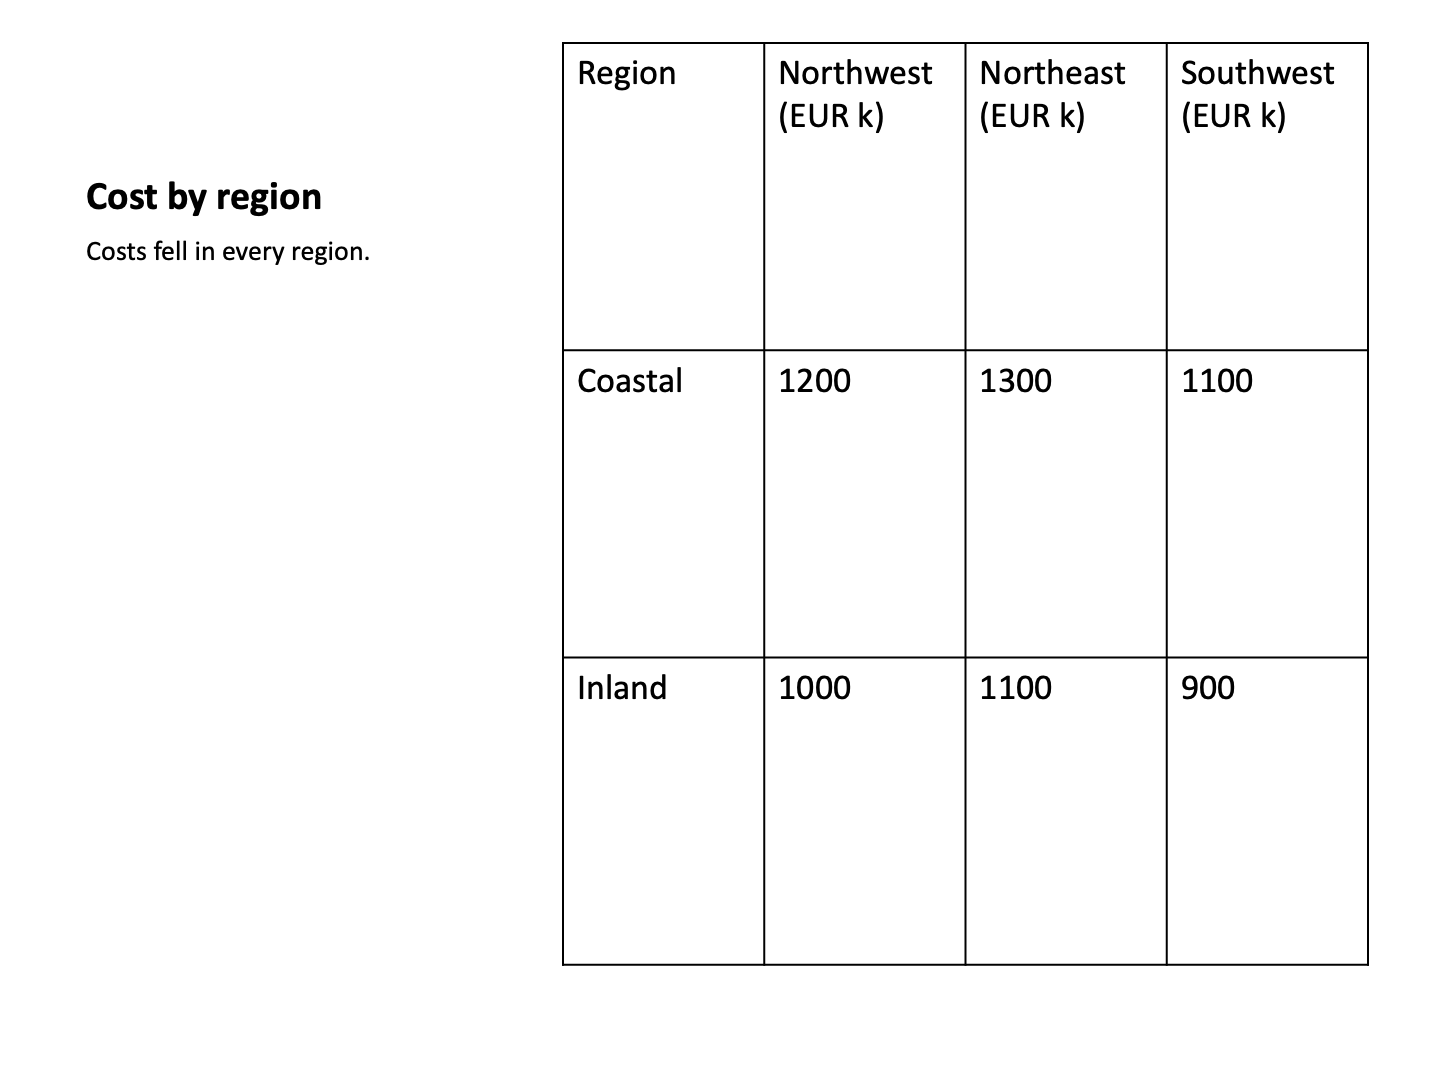 Cost by region
Costs fell in every region.
Region Northwest (EUR k) Northeast (EUR k) Southwest (EUR k)
Coastal 1200 1300 1100
Inland 1000 1100 900